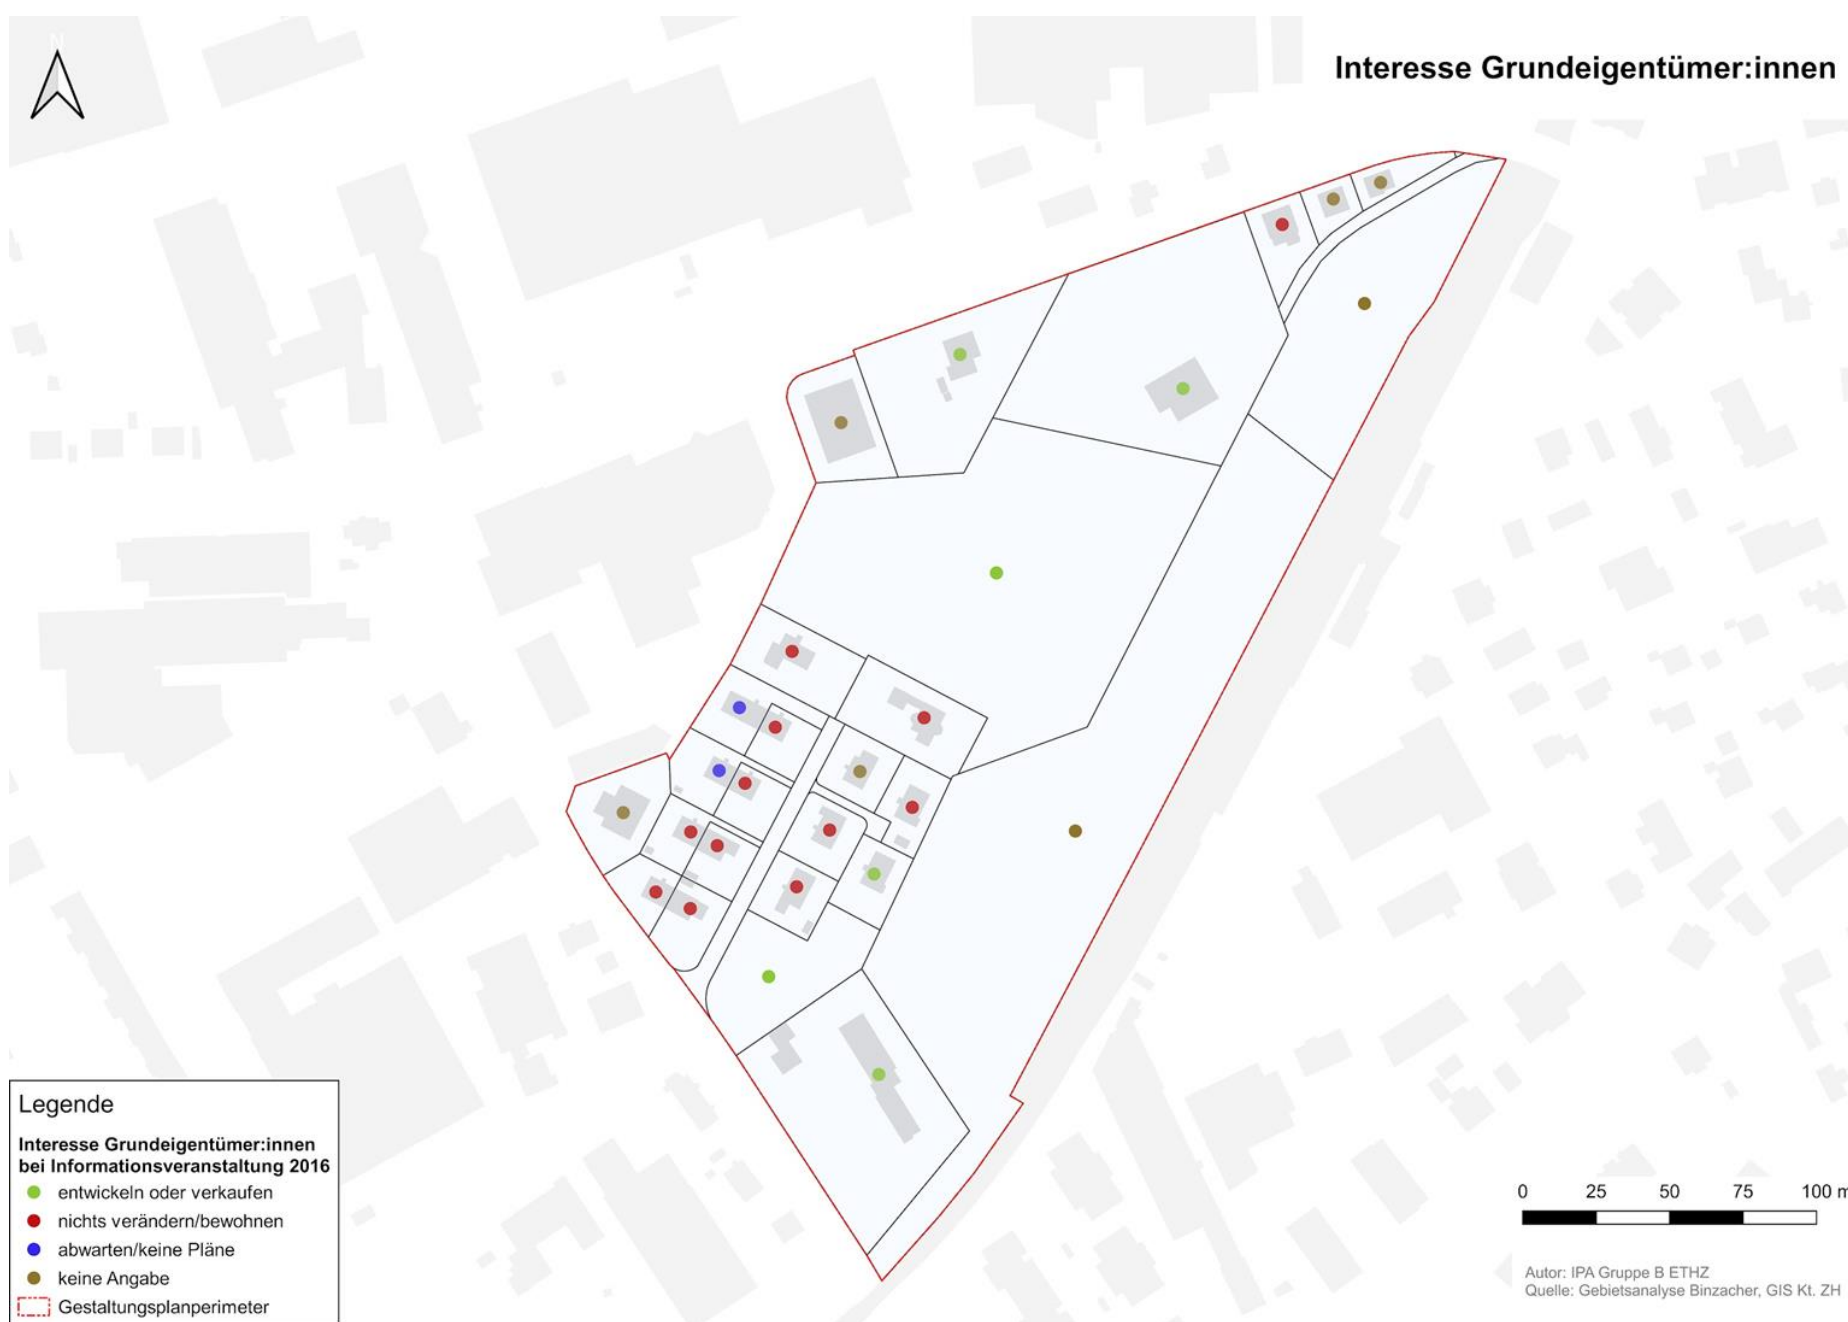 N
Interesse Grundeigentümer:innen
Legende
Interesse Grundeigentümer:innen
bei Informationsveranstaltung 2016
entwickeln oder verkaufen
nichts verändern/bewohnen
abwarten/keine Pläne
keine Angabe
Gestaltungsplanperimeter
0 25 50 75 100 m
Autor: IPA Gruppe B ETHZ
Quelle: Gebietsanalyse Binzacher, GIS Kt. ZH